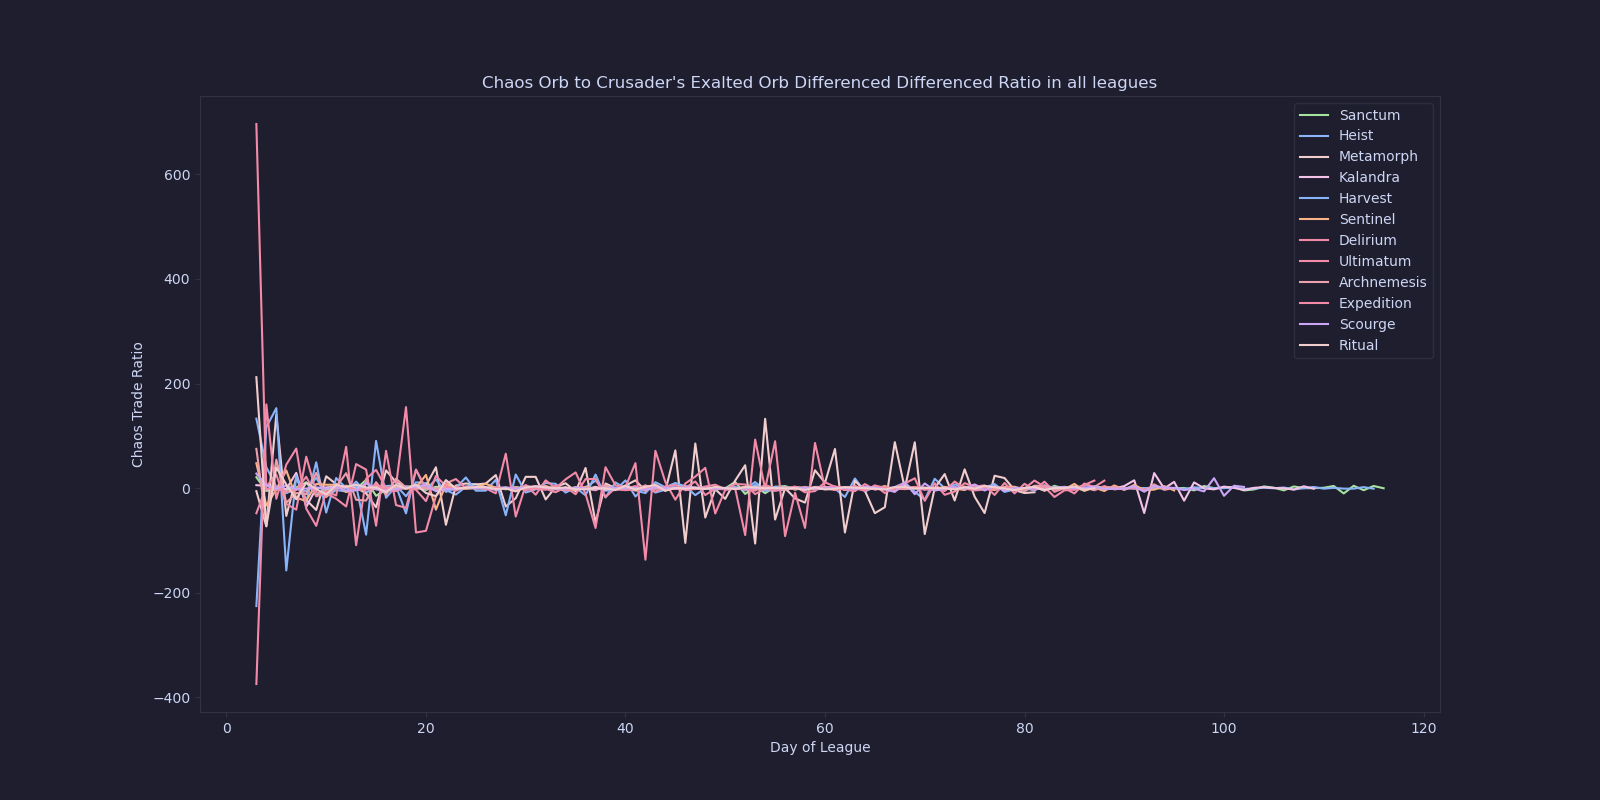 Chaos Orb to Crusader's Exalted Orb Differenced Differenced Ratio in all leagues
Sanctum
Heist
Metamorph
Kalandra
Harvest
Sentinel
Delirium
Ultimatum
Archnemesis
Expedition
Scourge
Ritual
Chaos Trade Ratio
600
400
200
0
−200
−400
0 20 40 60 80 100 120
Day of League